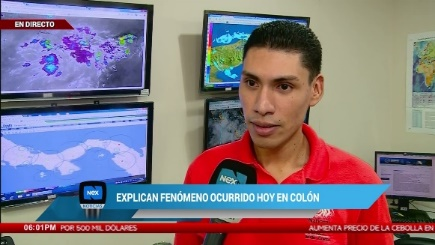 EN DIRECTO
NEX
NEX
EXPLICAN FENÓMENO OCURRIDO HOY EN COLÓN
06:01PM POR 500 MIL DÓLARES AUMENTA PRECIO DE LA CEBOLLA EN